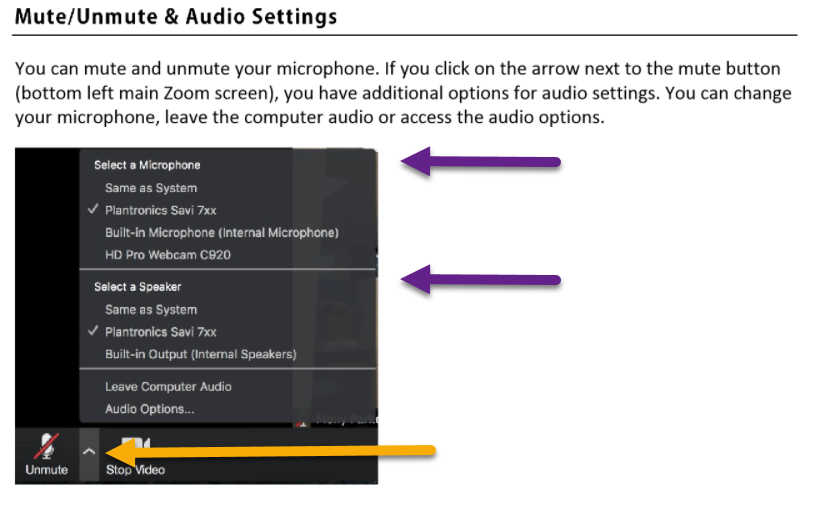 Mute/Unmute & Audio Settings
You can mute and unmute your microphone. If you click on the arrow next to the mute button
(bottom left main Zoom screen), you have additional options for audio settings. You can change
your microphone, leave the computer audio or access the audio options.
Select a Microphone
Same as System
Plantronics Savi 7xx
Built-in Microphone (Internal Microphone)
HD Pro Webcam C920
Select a Speaker
Same as System
Plantronics Savi 7xx
Built-in Output (Internal Speakers)
Leave Computer Audio
Audio Options...
Unmute
Stop Video